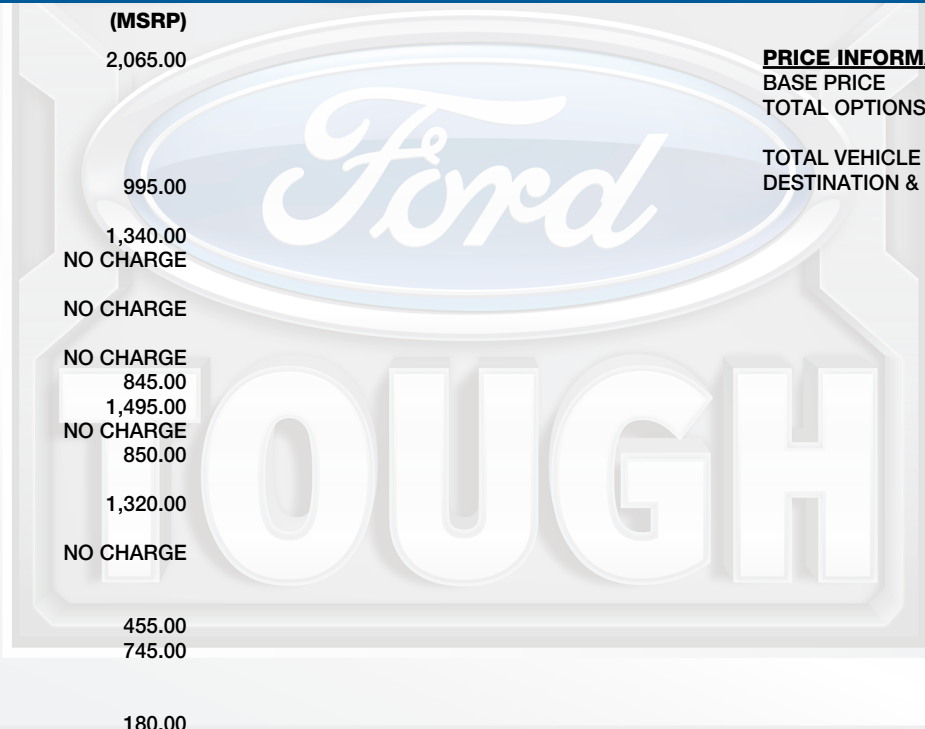 (MSRP)
2,065.00
995.00
1,340.00
NO CHARGE
NO CHARGE
NO CHARGE
845.00
1,495.00
NO CHARGE
850.00
1,320.00
NO CHARGE
455.00
745.00
180.00
PRICE INFORMA
BASE PRICE
TOTAL OPTIONS
TOTAL VEHICLE
DESTINATION &
Ford
TOUGH